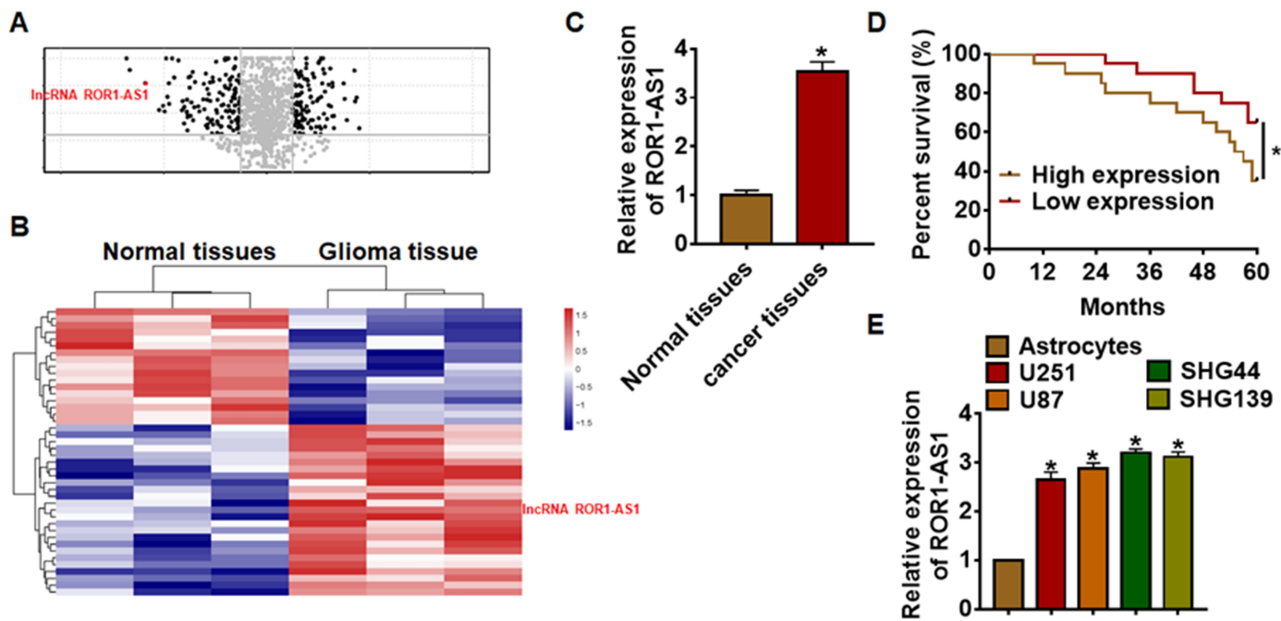 A
lncRNA ROR1-AS1
B
Normal tissues Glioma tissue
1.5
1
0.5
0
−0.5
−1
−1.5
lncRNA ROR1-AS1
C
Relative expression
of ROR1-AS1
4
3
2
1
0
*
Normal tissues
cancer tissues
D
Percent survival (%)
100
80
60
40
20
0
High expression
Low expression
*
0 12 24 36 48 60
Months
E
Astrocytes
U251
U87
SHG44
SHG139
Relative expression
of ROR1-AS1
4
3
2
1
0
* * * *